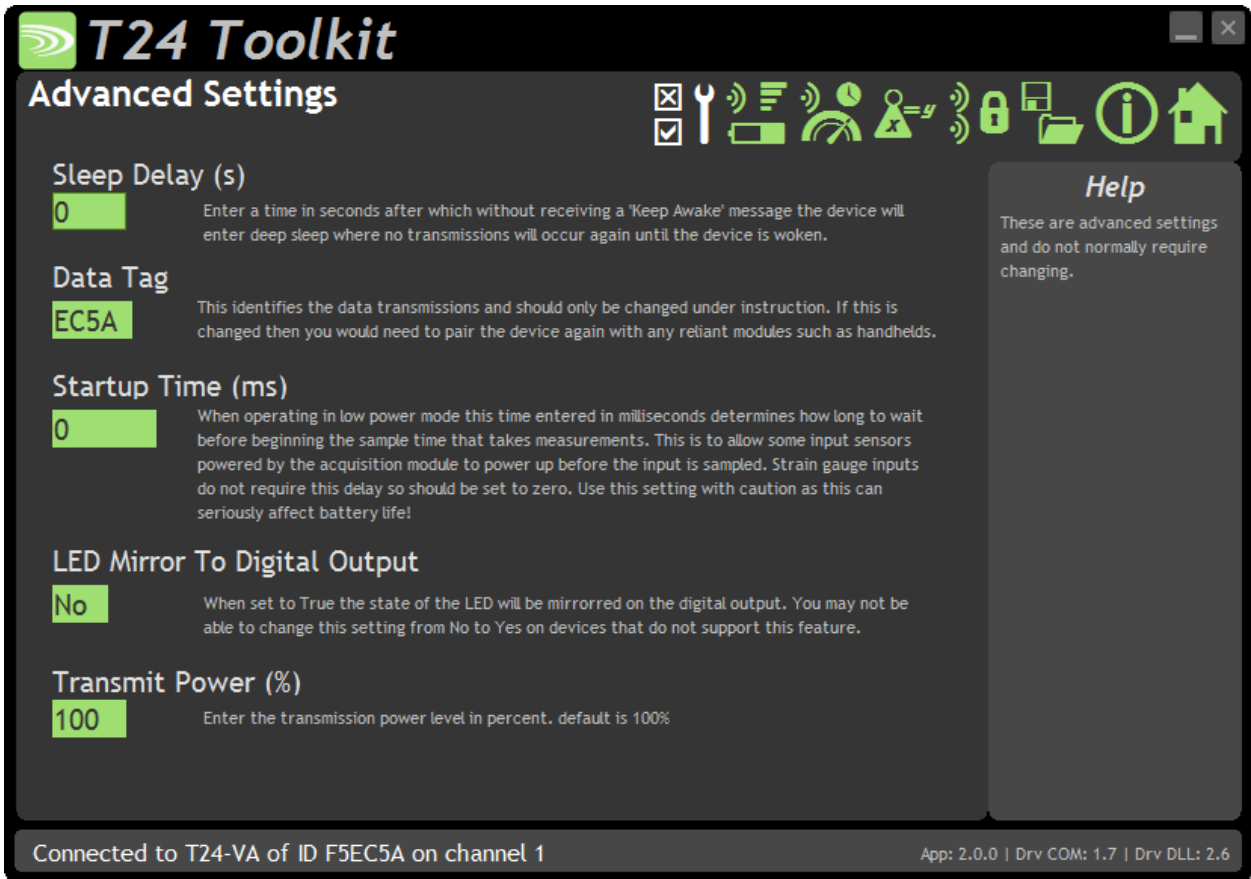 T24 Toolkit
Advanced Settings
x
=y
Sleep Delay (s)
0
Enter a time in seconds after which without receiving a 'Keep Awake' message the device will
enter deep sleep where no transmissions will occur again until the device is woken.
Data Tag
EC5A
This identifies the data transmissions and should only be changed under instruction. If this is
changed then you would need to pair the device again with any reliant modules such as handhelds.
Startup Time (ms)
0
When operating in low power mode this time entered in milliseconds determines how long to wait
before beginning the sample time that takes measurements. This is to allow some input sensors
powered by the acquisition module to power up before the input is sampled. Strain gauge inputs
do not require this delay so should be set to zero. Use this setting with caution as this can
seriously affect battery life!
LED Mirror To Digital Output
No
When set to True the state of the LED will be mirrorred on the digital output. You may not be
able to change this setting from No to Yes on devices that do not support this feature.
Transmit Power (%)
100
Enter the transmission power level in percent. default is 100%
Help
These are advanced settings
and do not normally require
changing.
Connected to T24-VA of ID F5EC5A on channel 1
App: 2.0.0 | Drv COM: 1.7 | Drv DLL: 2.6